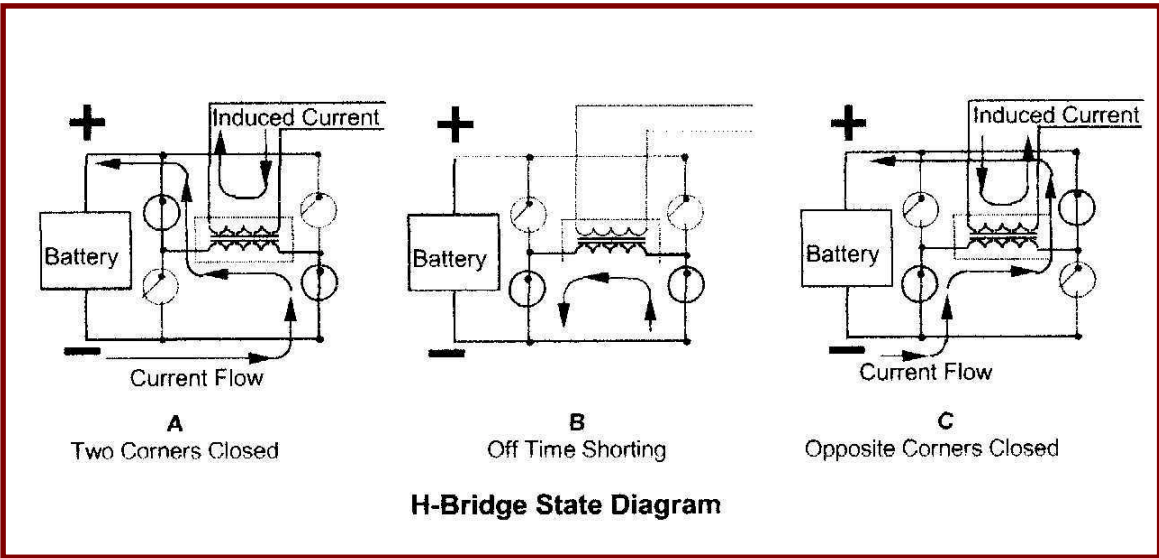 +
Induced Current
Battery
−
Current Flow
A
Two Corners Closed
+
Battery
−
B
Off Time Shorting
+
Induced Current
Battery
−
Current Flow
C
Opposite Corners Closed
H-Bridge State Diagram